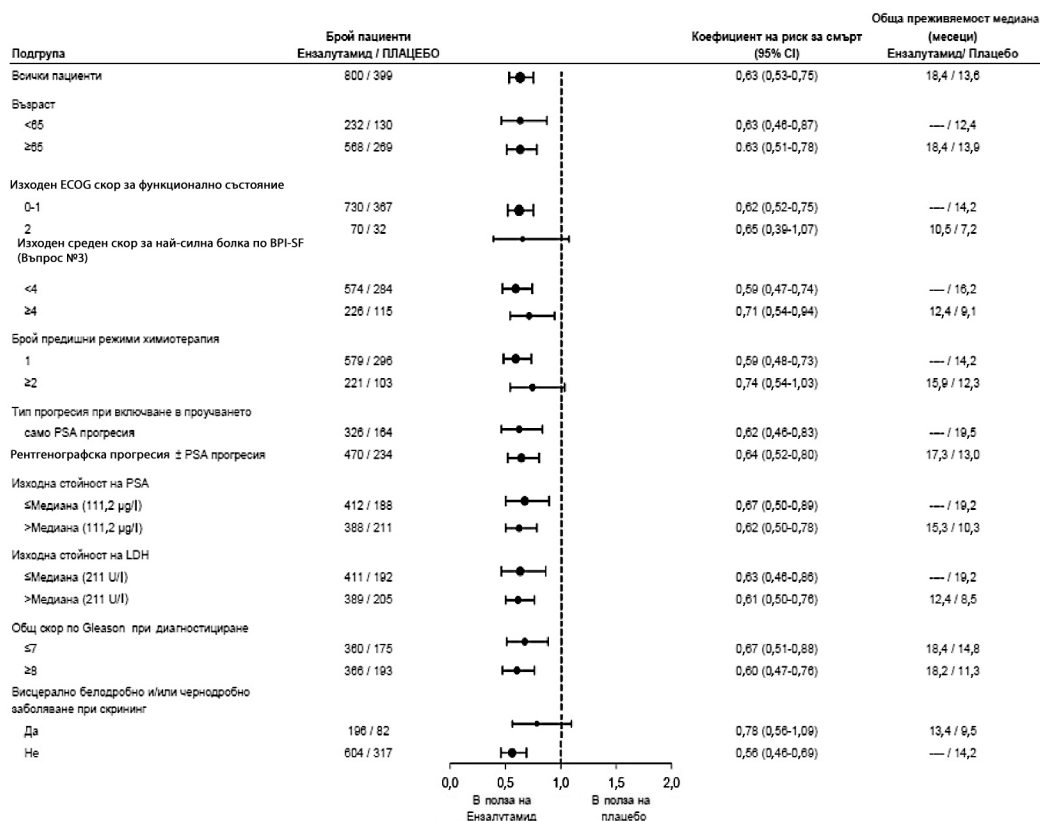 Обща преживяемост медиана
Брой пациенти Коефициент на риск за смърт (месеци)
Подгрупа Ензалутамид / ПЛАЦЕБО (95% CI) Ензалутамид/ Плацебо
Всички пациенти 800 / 399 0,63 (0,53-0,75) 18,4 / 13,6
Възраст
<65 232 / 130 0,63 (0,46-0,87) ---- / 12,4
≥65 568 / 269 0.63 (0,51-0,78) 18,4 / 13,9
Изходен ECOG скор за функционално състояние
0-1 730 / 367 0,62 (0,52-0,75) ---- / 14,2
2 70 / 32 0,65 (0,39-1,07) 10,5 / 7,2
Изходен среден скор за най-силна болка по BPI-SF
(Въпрос №3)
<4 574 / 284 0,59 (0,47-0,74) ---- / 16,2
≥4 226 / 115 0,71 (0,54-0,94) 12,4 / 9,1
Брой предишни режими химиотерапия
1 579 / 296 0,59 (0,48-0,73) ---- / 14,2
≥2 221 / 103 0,74 (0,54-1,03) 15,9 / 12,3
Тип прогресия при включване в проучването
само PSA прогресия 326 / 164 0,62 (0,46-0,83) ---- / 19,5
Рентгенографска прогресия ± PSA прогресия 470 / 234 0,64 (0,52-0,80) 17,3 / 13,0
Изходна стойност на PSA
≤Медиана (111,2 µg/l) 412 / 188 0,67 (0,50-0,89) ---- / 19,2
>Медиана (111,2 µg/l) 388 / 211 0,62 (0,50-0,78) 15,3 / 10,3
Изходна стойност на LDH
≤Медиана (211 U/l) 411 / 192 0,63 (0,46-0,86) ---- / 19,2
>Медиана (211 U/l) 389 / 205 0,61 (0,50-0,76) 12,4 / 8,5
Общ скор по Gleason при диагностициране
≤7 360 / 175 0,67 (0,51-0,88) 18,4 / 14,8
≥8 366 / 193 0,60 (0,47-0,76) 18,2 / 11,3
Висцерално белодробно и/или чернодробно
заболяване при скрининг
Да 196 / 82 0,78 (0,56-1,09) 13,4 / 9,5
Не 604 / 317 0,56 (0,46-0,69) ---- / 14,2
0,0 0,5 1,0 1,5 2,0
В полза на В полза на
Ензалутамид плацебо